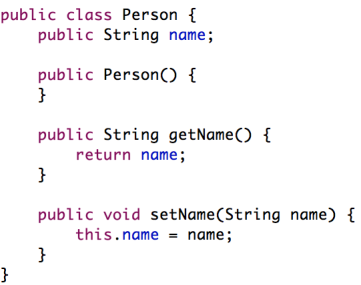 public class Person {
    public String name;

    public Person() {
    }

    public String getName() {
        return name;
    }

    public void setName(String name) {
        this.name = name;
    }
}